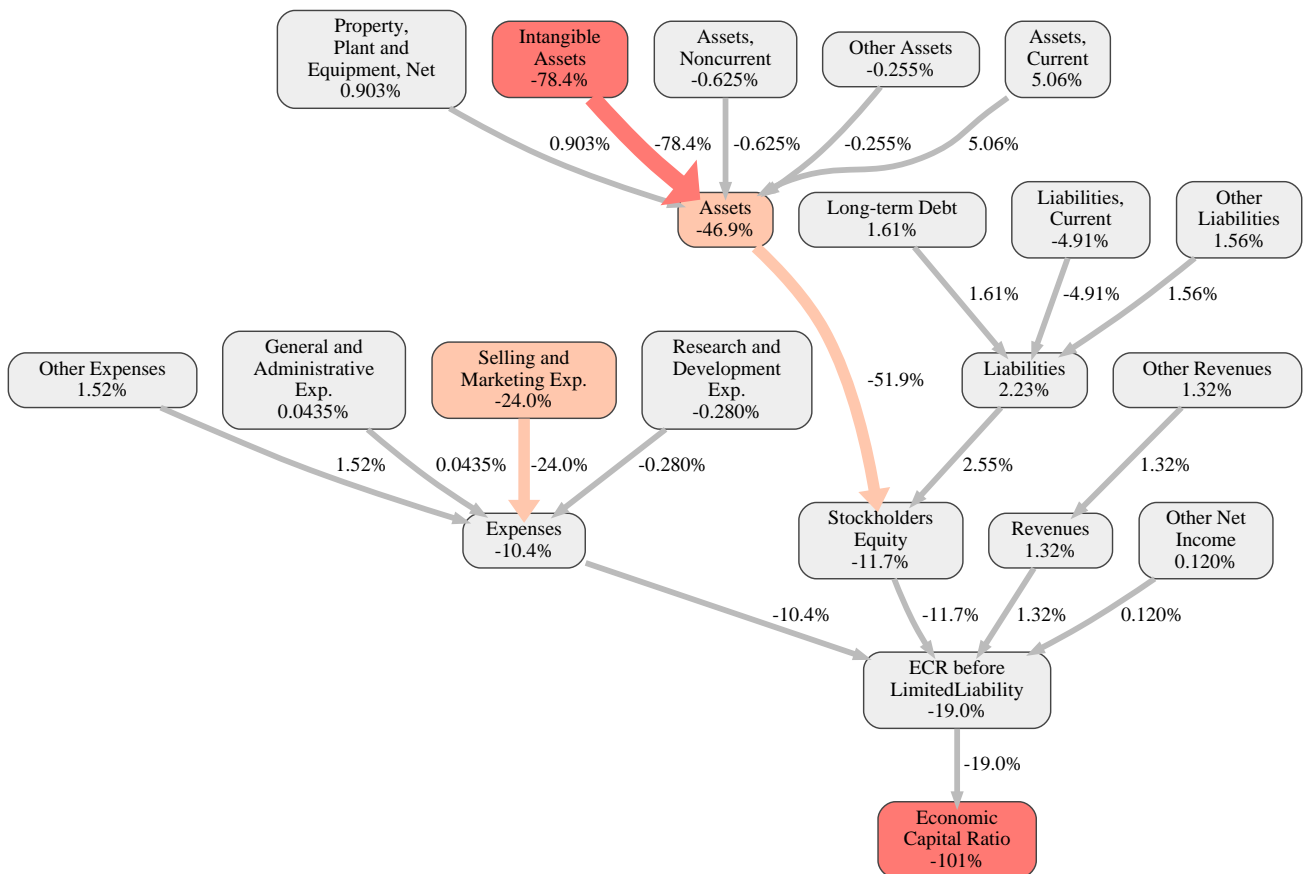 Property,
Plant and
Equipment, Net
0.903%
Intangible
Assets
-78.4%
Assets,
Noncurrent
-0.625%
Other Assets
-0.255%
Assets,
Current
5.06%
0.903%
-78.4%
-0.625%
-0.255%
5.06%
Assets
-46.9%
Long-term Debt
1.61%
Liabilities,
Current
-4.91%
Other
Liabilities
1.56%
1.61%
-4.91%
1.56%
Other Expenses
1.52%
General and
Administrative
Exp.
0.0435%
Selling and
Marketing Exp.
-24.0%
Research and
Development
Exp.
-0.280%
-51.9%
Liabilities
2.23%
Other Revenues
1.32%
1.52%
0.0435%
-24.0%
-0.280%
2.55%
1.32%
Expenses
-10.4%
Stockholders
Equity
-11.7%
Revenues
1.32%
Other Net
Income
0.120%
-10.4%
-11.7%
1.32%
0.120%
ECR before
LimitedLiability
-19.0%
-19.0%
Economic
Capital Ratio
-101%